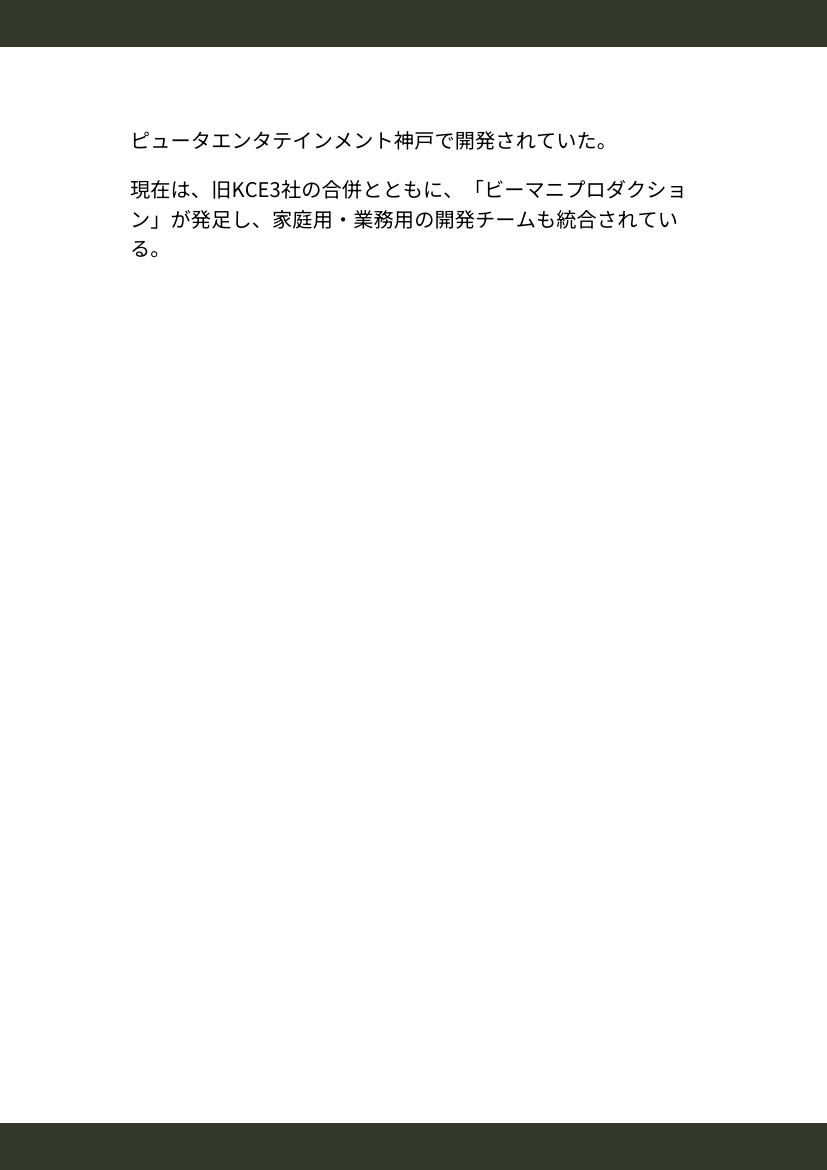 ピュータエンタテインメント神戸で開発されていた。
現在は、旧KCE3社の合併とともに、「ビーマニプロダクショ
ン」が発足し、家庭用・業務用の開発チームも統合されてい
る。